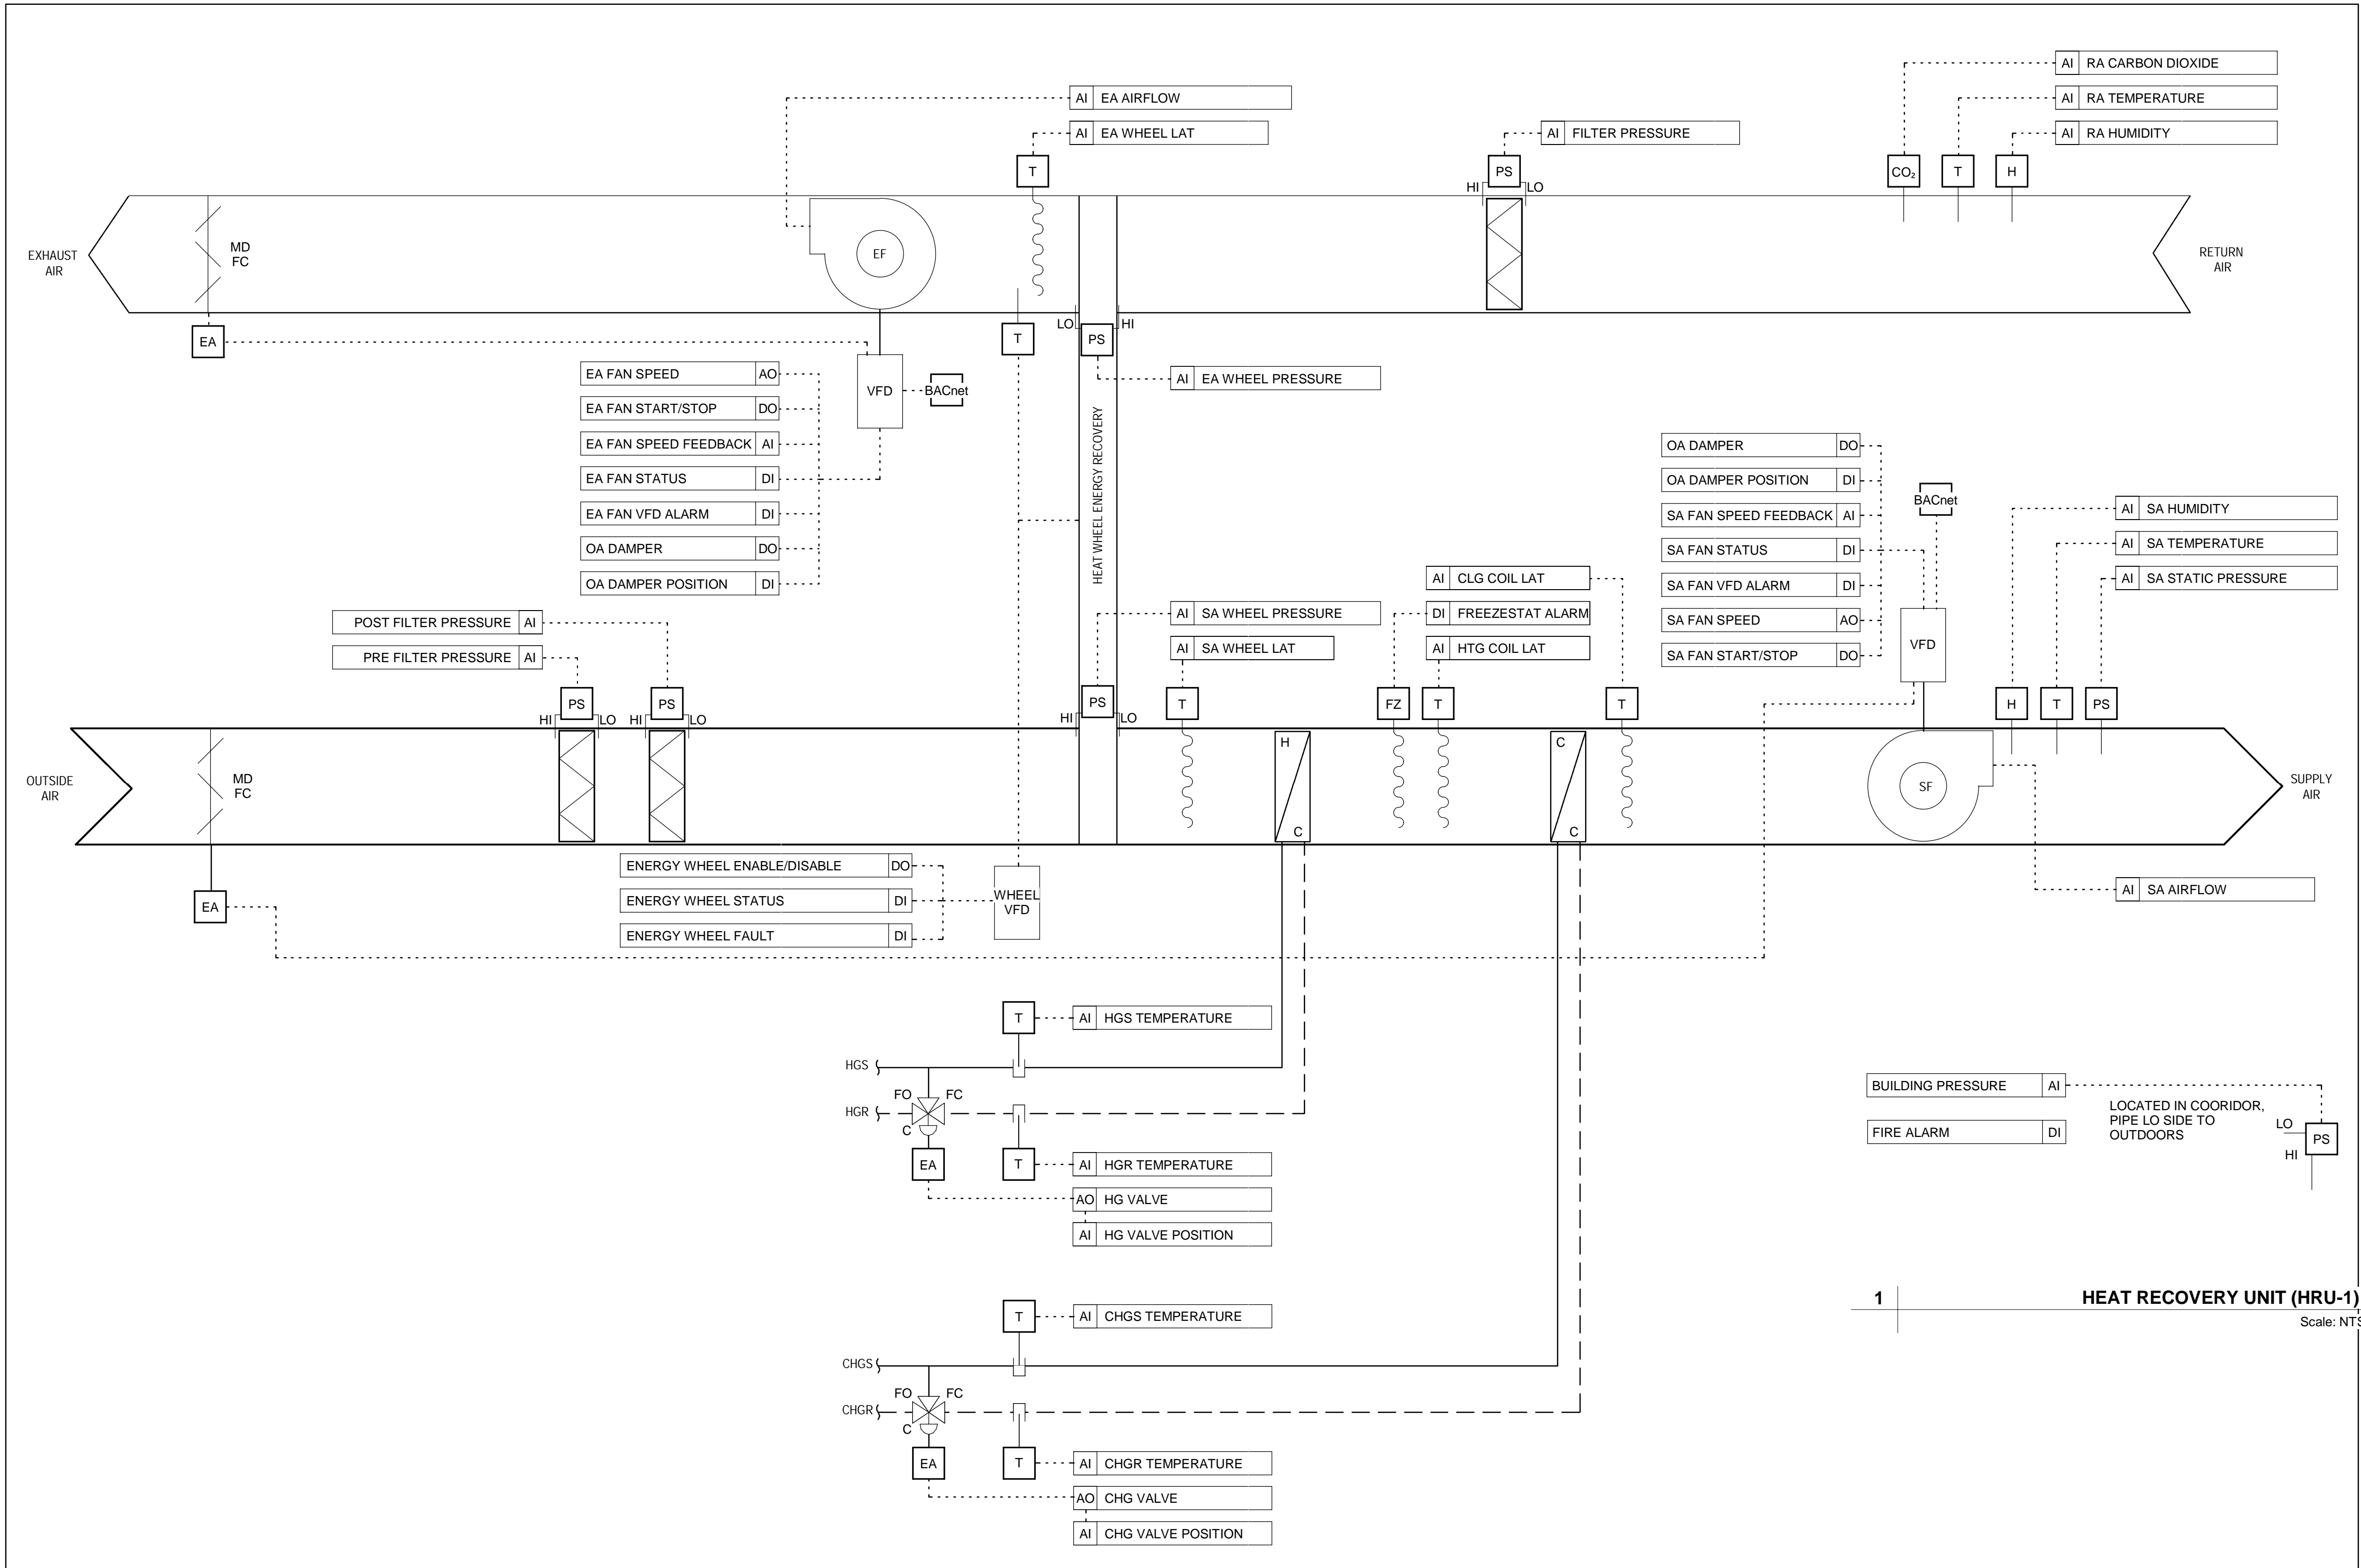 AI RA CARBON DIOXIDE
AI EA AIRFLOW
AI RA TEMPERATURE
AI EA WHEEL LAT
AI FILTER PRESSURE
AI RA HUMIDITY
T
PS
HI
LO
CO₂
T
H
EXHAUST
AIR
MD
FC
EF
RETURN
AIR
EA
T
LO
PS
HI
EA FAN SPEED AO
EA FAN START/STOP DO
EA FAN SPEED FEEDBACK AI
EA FAN STATUS DI
EA FAN VFD ALARM DI
OA DAMPER DO
OA DAMPER POSITION DI
VFD
BACnet
AI EA WHEEL PRESSURE
HEAT WHEEL ENERGY RECOVERY
OA DAMPER DO
OA DAMPER POSITION DI
SA FAN SPEED FEEDBACK AI
SA FAN STATUS DI
SA FAN VFD ALARM DI
SA FAN SPEED AO
SA FAN START/STOP DO
BACnet
VFD
AI SA HUMIDITY
AI SA TEMPERATURE
AI SA STATIC PRESSURE
POST FILTER PRESSURE AI
PRE FILTER PRESSURE AI
AI SA WHEEL PRESSURE
AI SA WHEEL LAT
AI CLG COIL LAT
DI FREEZESTAT ALARM
AI HTG COIL LAT
HI
PS
LO
HI
PS
LO
HI
PS
LO
T
FZ
T
T
H
T
PS
OUTSIDE
AIR
MD
FC
H
C
C
C
SF
SUPPLY
AIR
EA
ENERGY WHEEL ENABLE/DISABLE DO
ENERGY WHEEL STATUS DI
ENERGY WHEEL FAULT DI
WHEEL
VFD
AI SA AIRFLOW
T
AI HGS TEMPERATURE
HGS
FO
FC
HGR
C
EA
T
AI HGR TEMPERATURE
AO HG VALVE
AI HG VALVE POSITION
BUILDING PRESSURE AI
FIRE ALARM DI
LOCATED IN COORIDOR,
PIPE LO SIDE TO
OUTDOORS
LO
PS
HI
1
HEAT RECOVERY UNIT (HRU-1)
Scale: NTS
T
AI CHGS TEMPERATURE
CHGS
FO
FC
CHGR
C
EA
T
AI CHGR TEMPERATURE
AO CHG VALVE
AI CHG VALVE POSITION